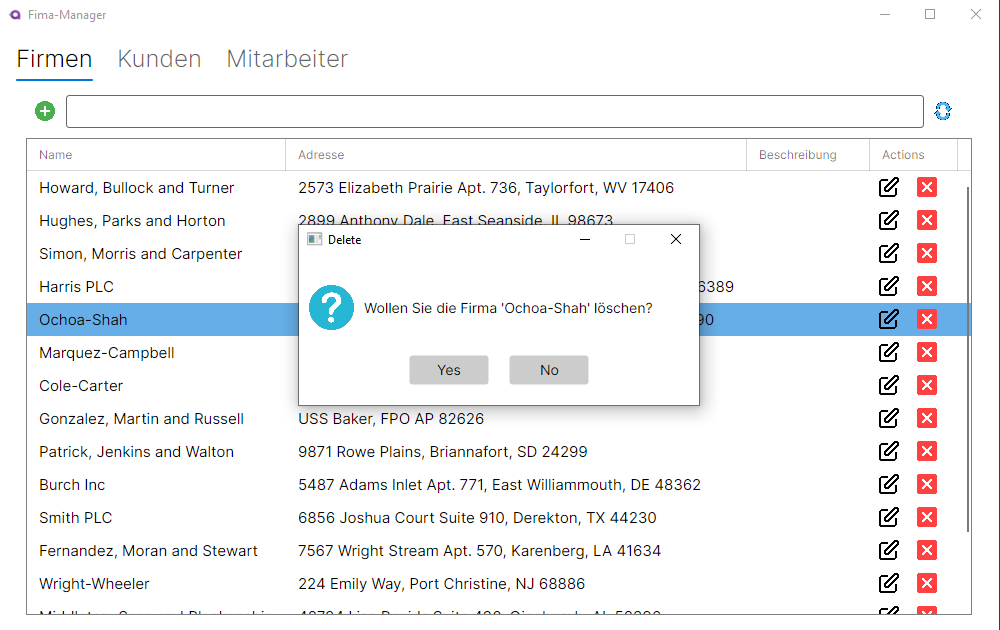 Fima-Manager
Firmen Kunden Mitarbeiter
Name Adresse Beschreibung Actions
Howard, Bullock and Turner 2573 Elizabeth Prairie Apt. 736, Taylorfort, WV 17406
Hughes, Parks and Horton 2899 Anthony Dale, East Seanside, IL 98673
Simon, Morris and Carpenter
Harris PLC 6389
Ochoa-Shah 90
Marquez-Campbell
Cole-Carter
Delete
Wollen Sie die Firma 'Ochoa-Shah' löschen?
Yes No
Gonzalez, Martin and Russell USS Baker, FPO AP 82626
Patrick, Jenkins and Walton 9871 Rowe Plains, Briannafort, SD 24299
Burch Inc 5487 Adams Inlet Apt. 771, East Williammouth, DE 48362
Smith PLC 6856 Joshua Court Suite 910, Derekton, TX 44230
Fernandez, Moran and Stewart 7567 Wright Stream Apt. 570, Karenberg, LA 41634
Wright-Wheeler 224 Emily Way, Port Christine, NJ 68886